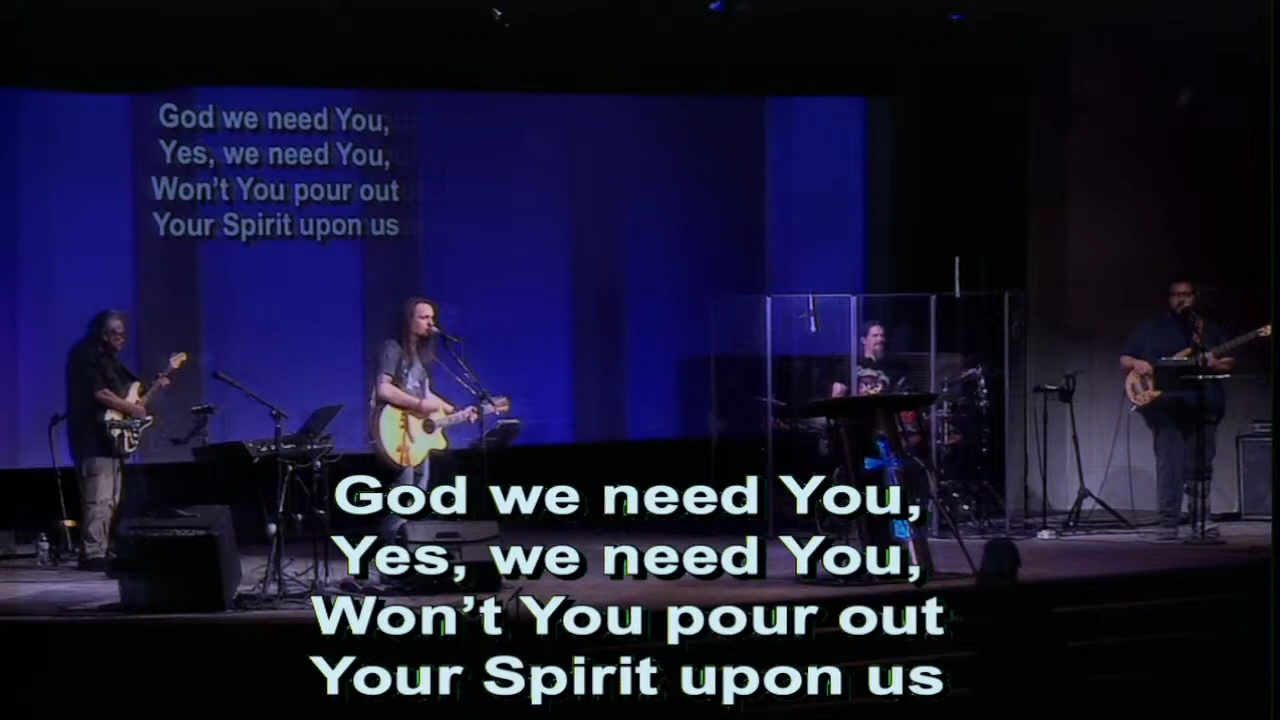 God we need You,
Yes, we need You,
Won't You pour out
Your Spirit upon us
God we need You,
Yes, we need You,
Won't You pour out
Your Spirit upon us